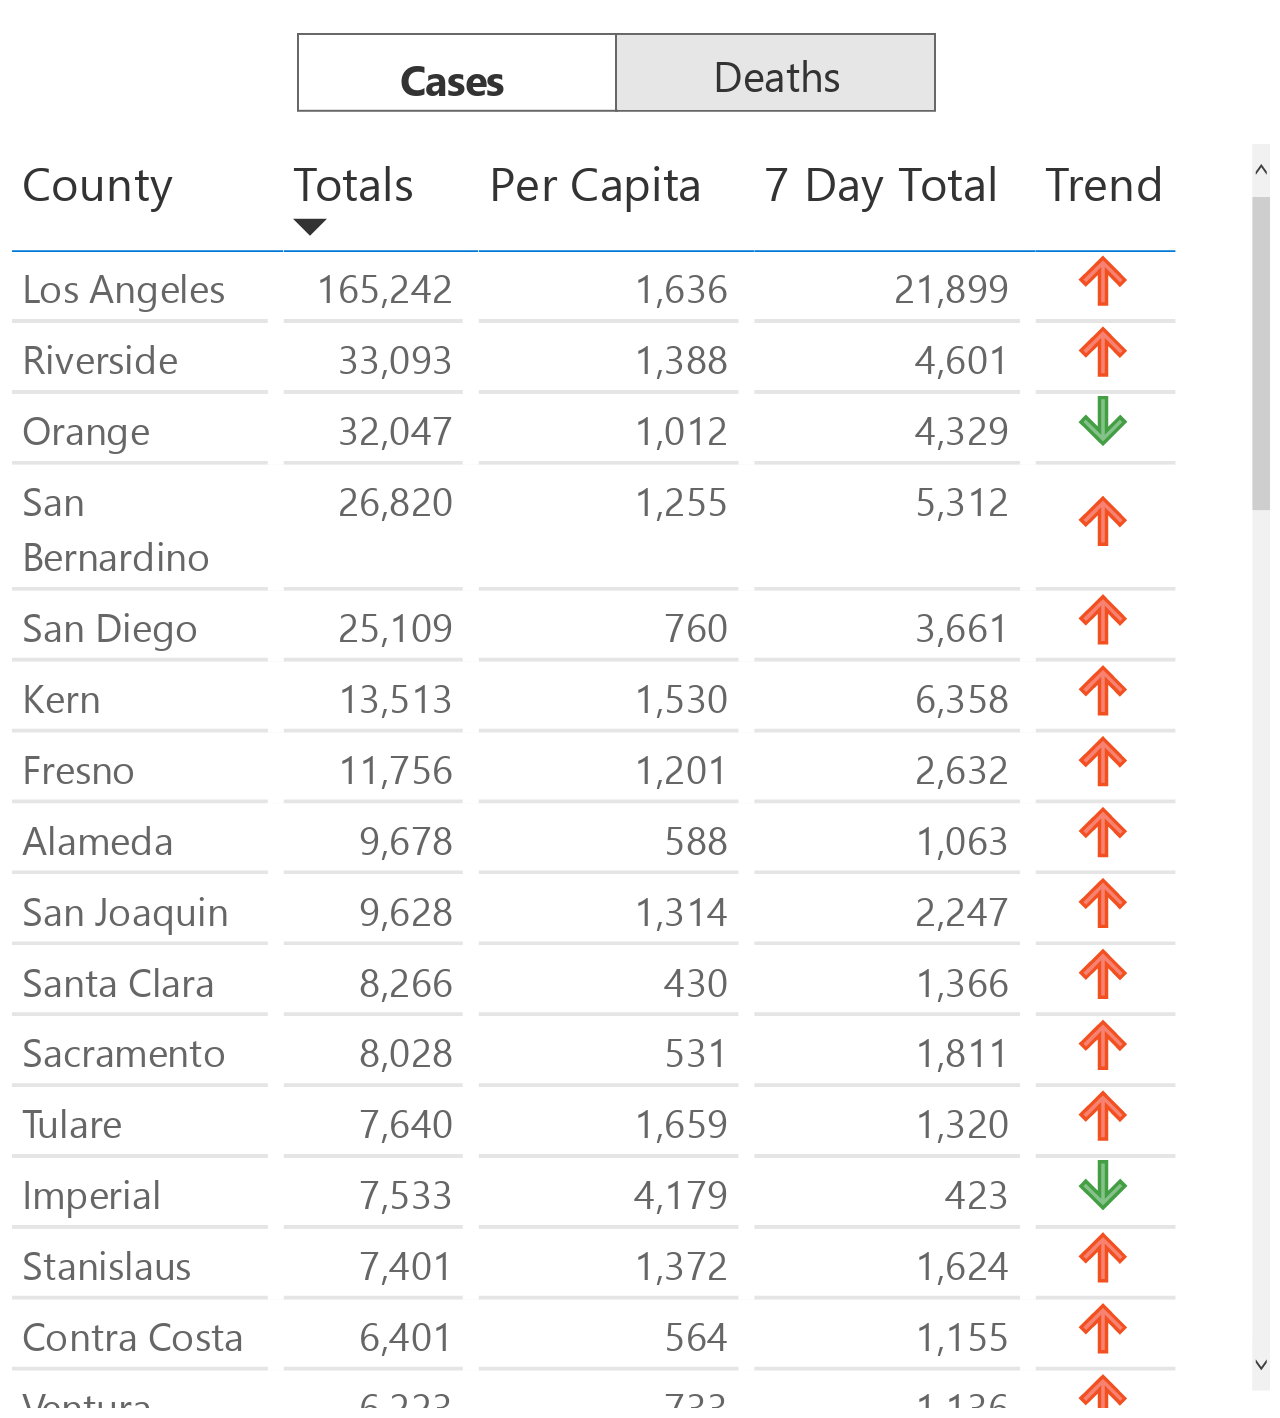 Cases Deaths
County Totals Per Capita 7 Day Total Trend
Los Angeles 165,242 1,636 21,899
Riverside 33,093 1,388 4,601
Orange 32,047 1,012 4,329
San 26,820 1,255 5,312
Bernardino
San Diego 25,109 760 3,661
Kern 13,513 1,530 6,358
Fresno 11,756 1,201 2,632
Alameda 9,678 588 1,063
San Joaquin 9,628 1,314 2,247
Santa Clara 8,266 430 1,366
Sacramento 8,028 531 1,811
Tulare 7,640 1,659 1,320
Imperial 7,533 4,179 423
Stanislaus 7,401 1,372 1,624
Contra Costa 6,401 564 1,155
Ventura 6,223 733 1,136